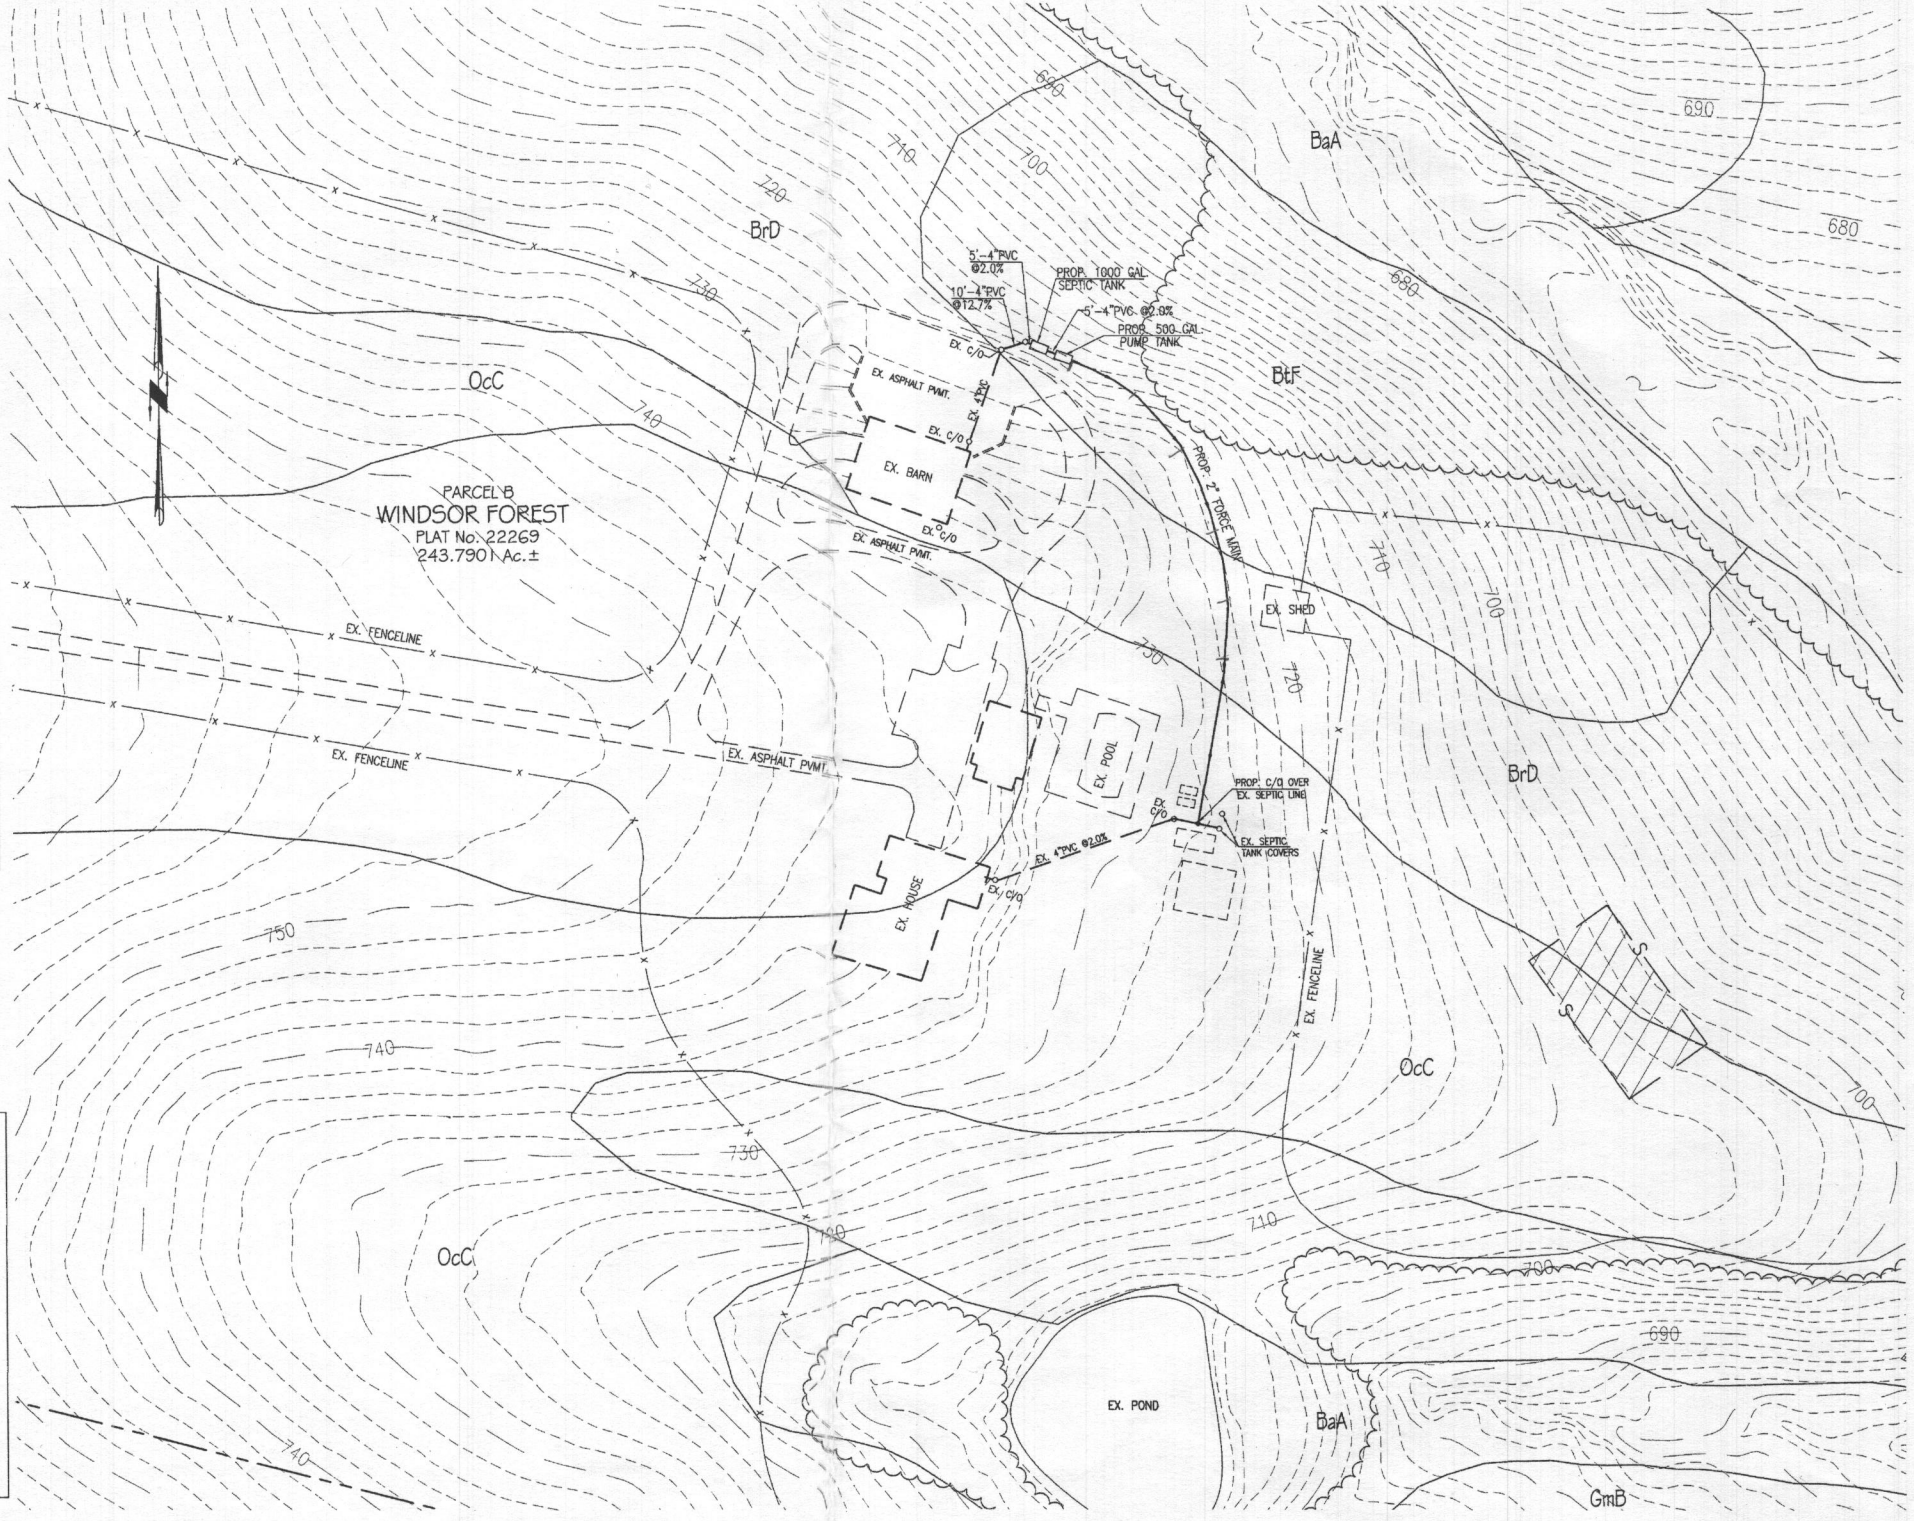 690
690
BaA
710
700
720
BrD
680
5'-4"PVC
@2.0%
PROP. 1000 GAL.
SEPTIC TANK
680
730
10'-4"PVC
@12.7%
5'-4"PVC @2.0%
PROP. 500 GAL.
PUMP TANK
EX. C/O
OcC
EX. ASPHALT PVMT.
EX. 4"PVC
BtF
740
EX. C/O
EX. BARN
PROP. 2" FORCE MAIN
PARCEL B
WINDSOR FOREST
PLAT No. 22269
243.7901 Ac.±
EX. C/O
EX. ASPHALT PVMT.
710
700
EX. SHED
EX. FENCELINE
730
720
EX. FENCELINE
EX. ASPHALT PVMT.
EX. POOL
BrD
PROP. C/O OVER
EX. SEPTIC LINE
EX.
C/O
EX. 4"PVC @2.0%
EX. SEPTIC
TANK COVERS
EX. HOUSE
EX. C/O
750
S
EX. FENCELINE
S
740
OcC
700
730
720
710
OcC
700
690
EX. POND
BaA
740
GmB